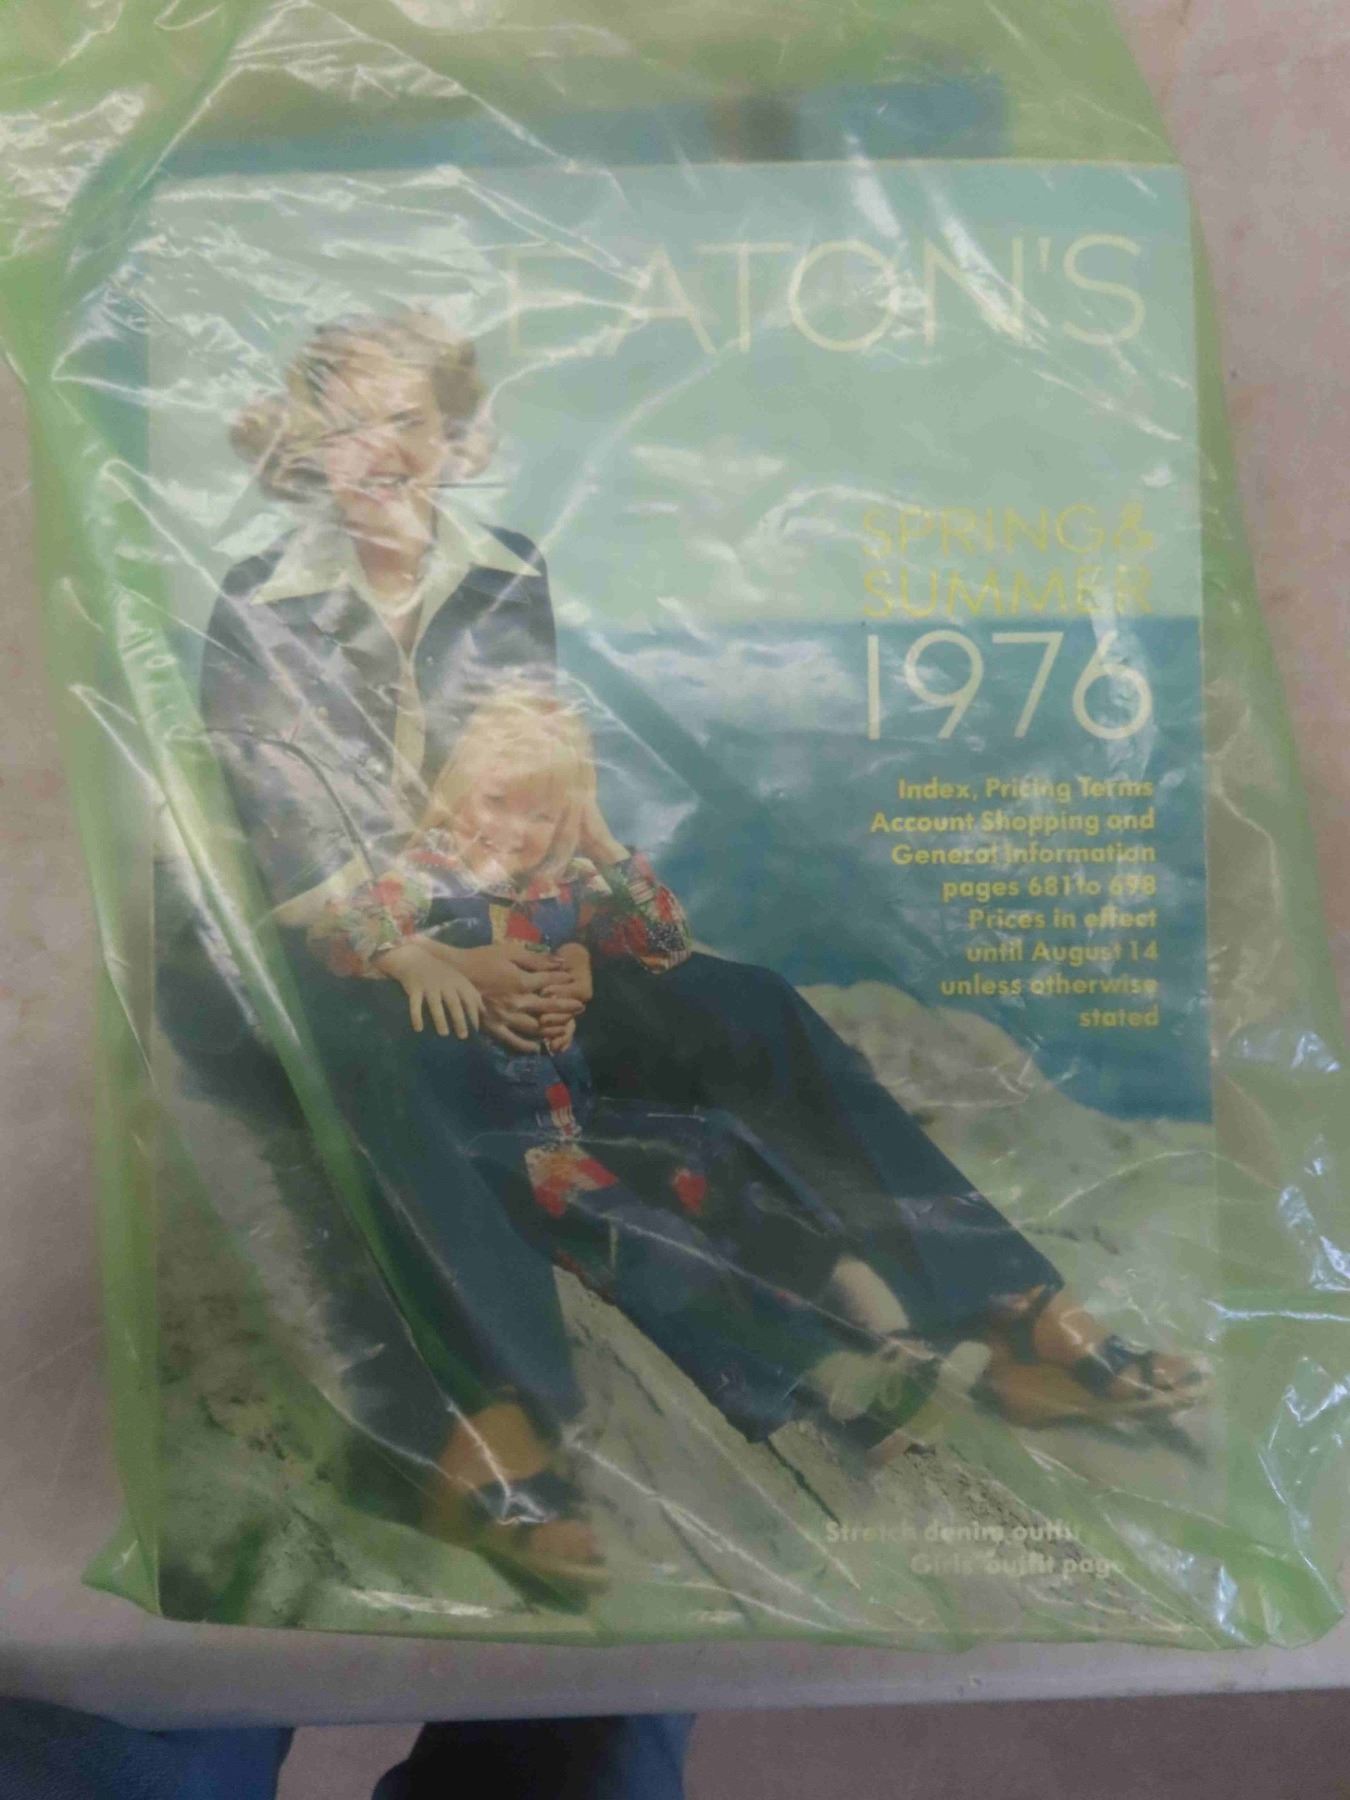 EATON'S
SPRING &
SUMMER
1976
Index, Pricing Terms
Account Shopping and
General Information
pages 681 to 698
Prices in effect
until August 14
unless otherwise
stated
Stretch denim outfit
Girls' outfit page